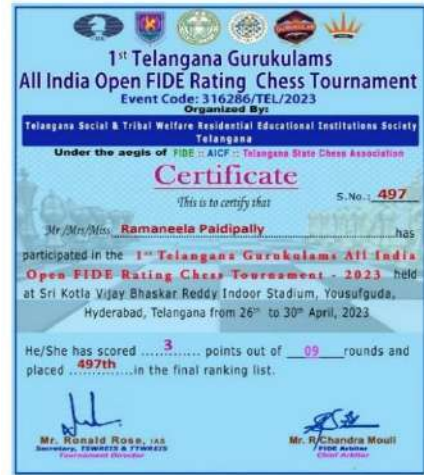 1st Telangana Gurukulams
All India Open FIDE Rating Chess Tournament
Event Code: 316286/TEL/2023
Organized By:
Telangana Social & Tribal Welfare Residential Educational Institutions Society
Telangana
Under the aegis of FIDE :: AICF :: Telangana State Chess Association
Certificate
This is to certify that
S.No.: 497
Mr /Mrs/Miss Ramaneela Paidipally has
participated in the 1st Telangana Gurukulams All India
Open FIDE Rating Chess Tournament - 2023 held
at Sri Kotla Vijay Bhaskar Reddy Indoor Stadium, Yousufguda,
Hyderabad, Telangana from 26th to 30th April, 2023
He/She has scored ....3.... points out of 09 rounds and
placed 497th in the final ranking list.
Mr. Ronald Rose, IAS
Secretary, TSWREIS & TTWREIS
Tournament Director
Mr. R Chandra Mouli
FIDE Arbiter
Chief Arbiter